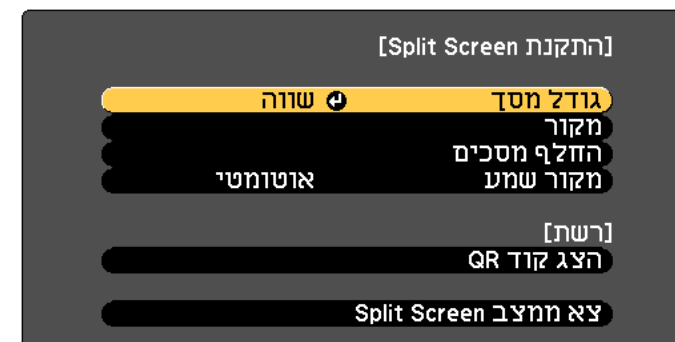 [התקנת Split Screen]
גודל מסך שווה
מקור
החלף מסכים
מקור שמע אוטומטי
[רשת]
הצג קוד QR
צא ממצב Split Screen